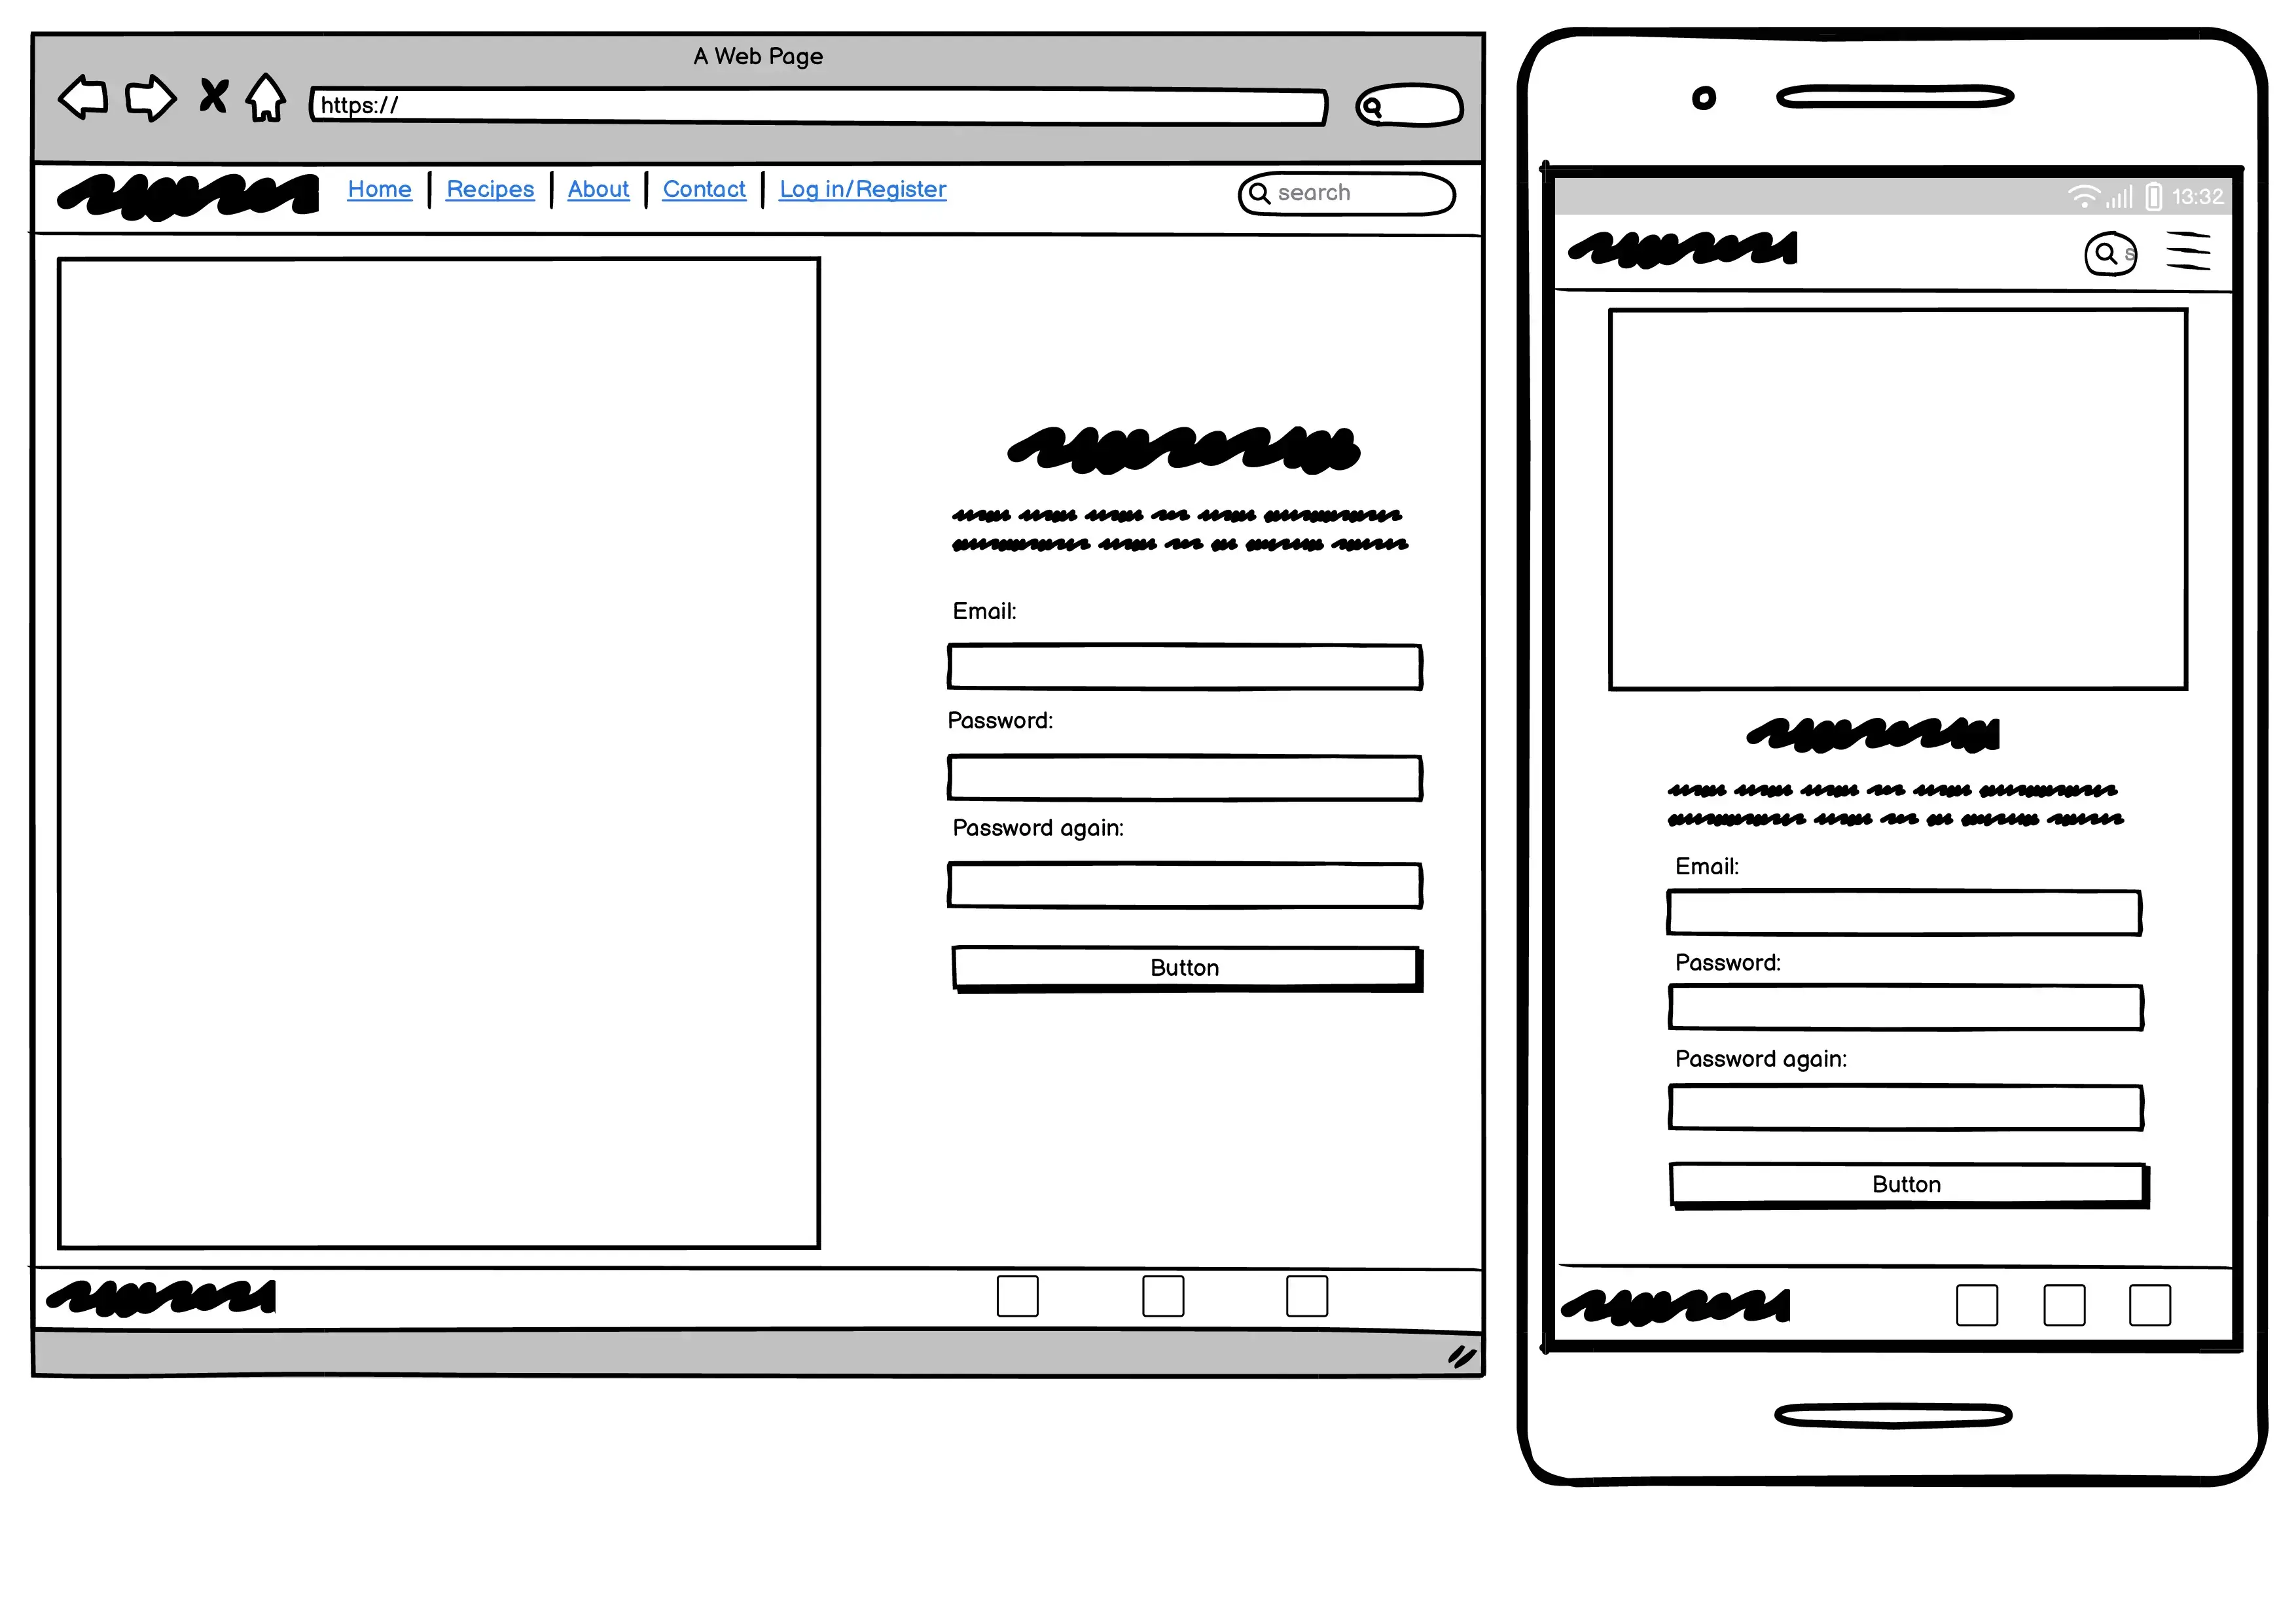 A Web Page
https://
Home Recipes About Contact Log in/Register search
Email:
Password:
Password again:
Button
13:32
s
Email:
Password:
Password again:
Button